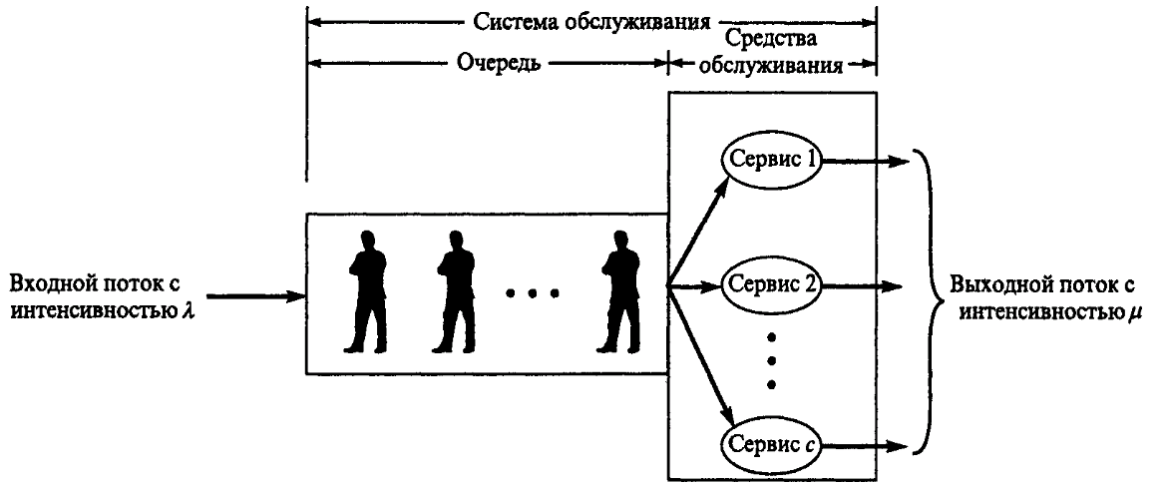 Система обслуживания
Очередь
Средства
обслуживания
Сервис 1
Сервис 2
Сервис c
Входной поток с
интенсивностью λ
Выходной поток с
интенсивностью μ